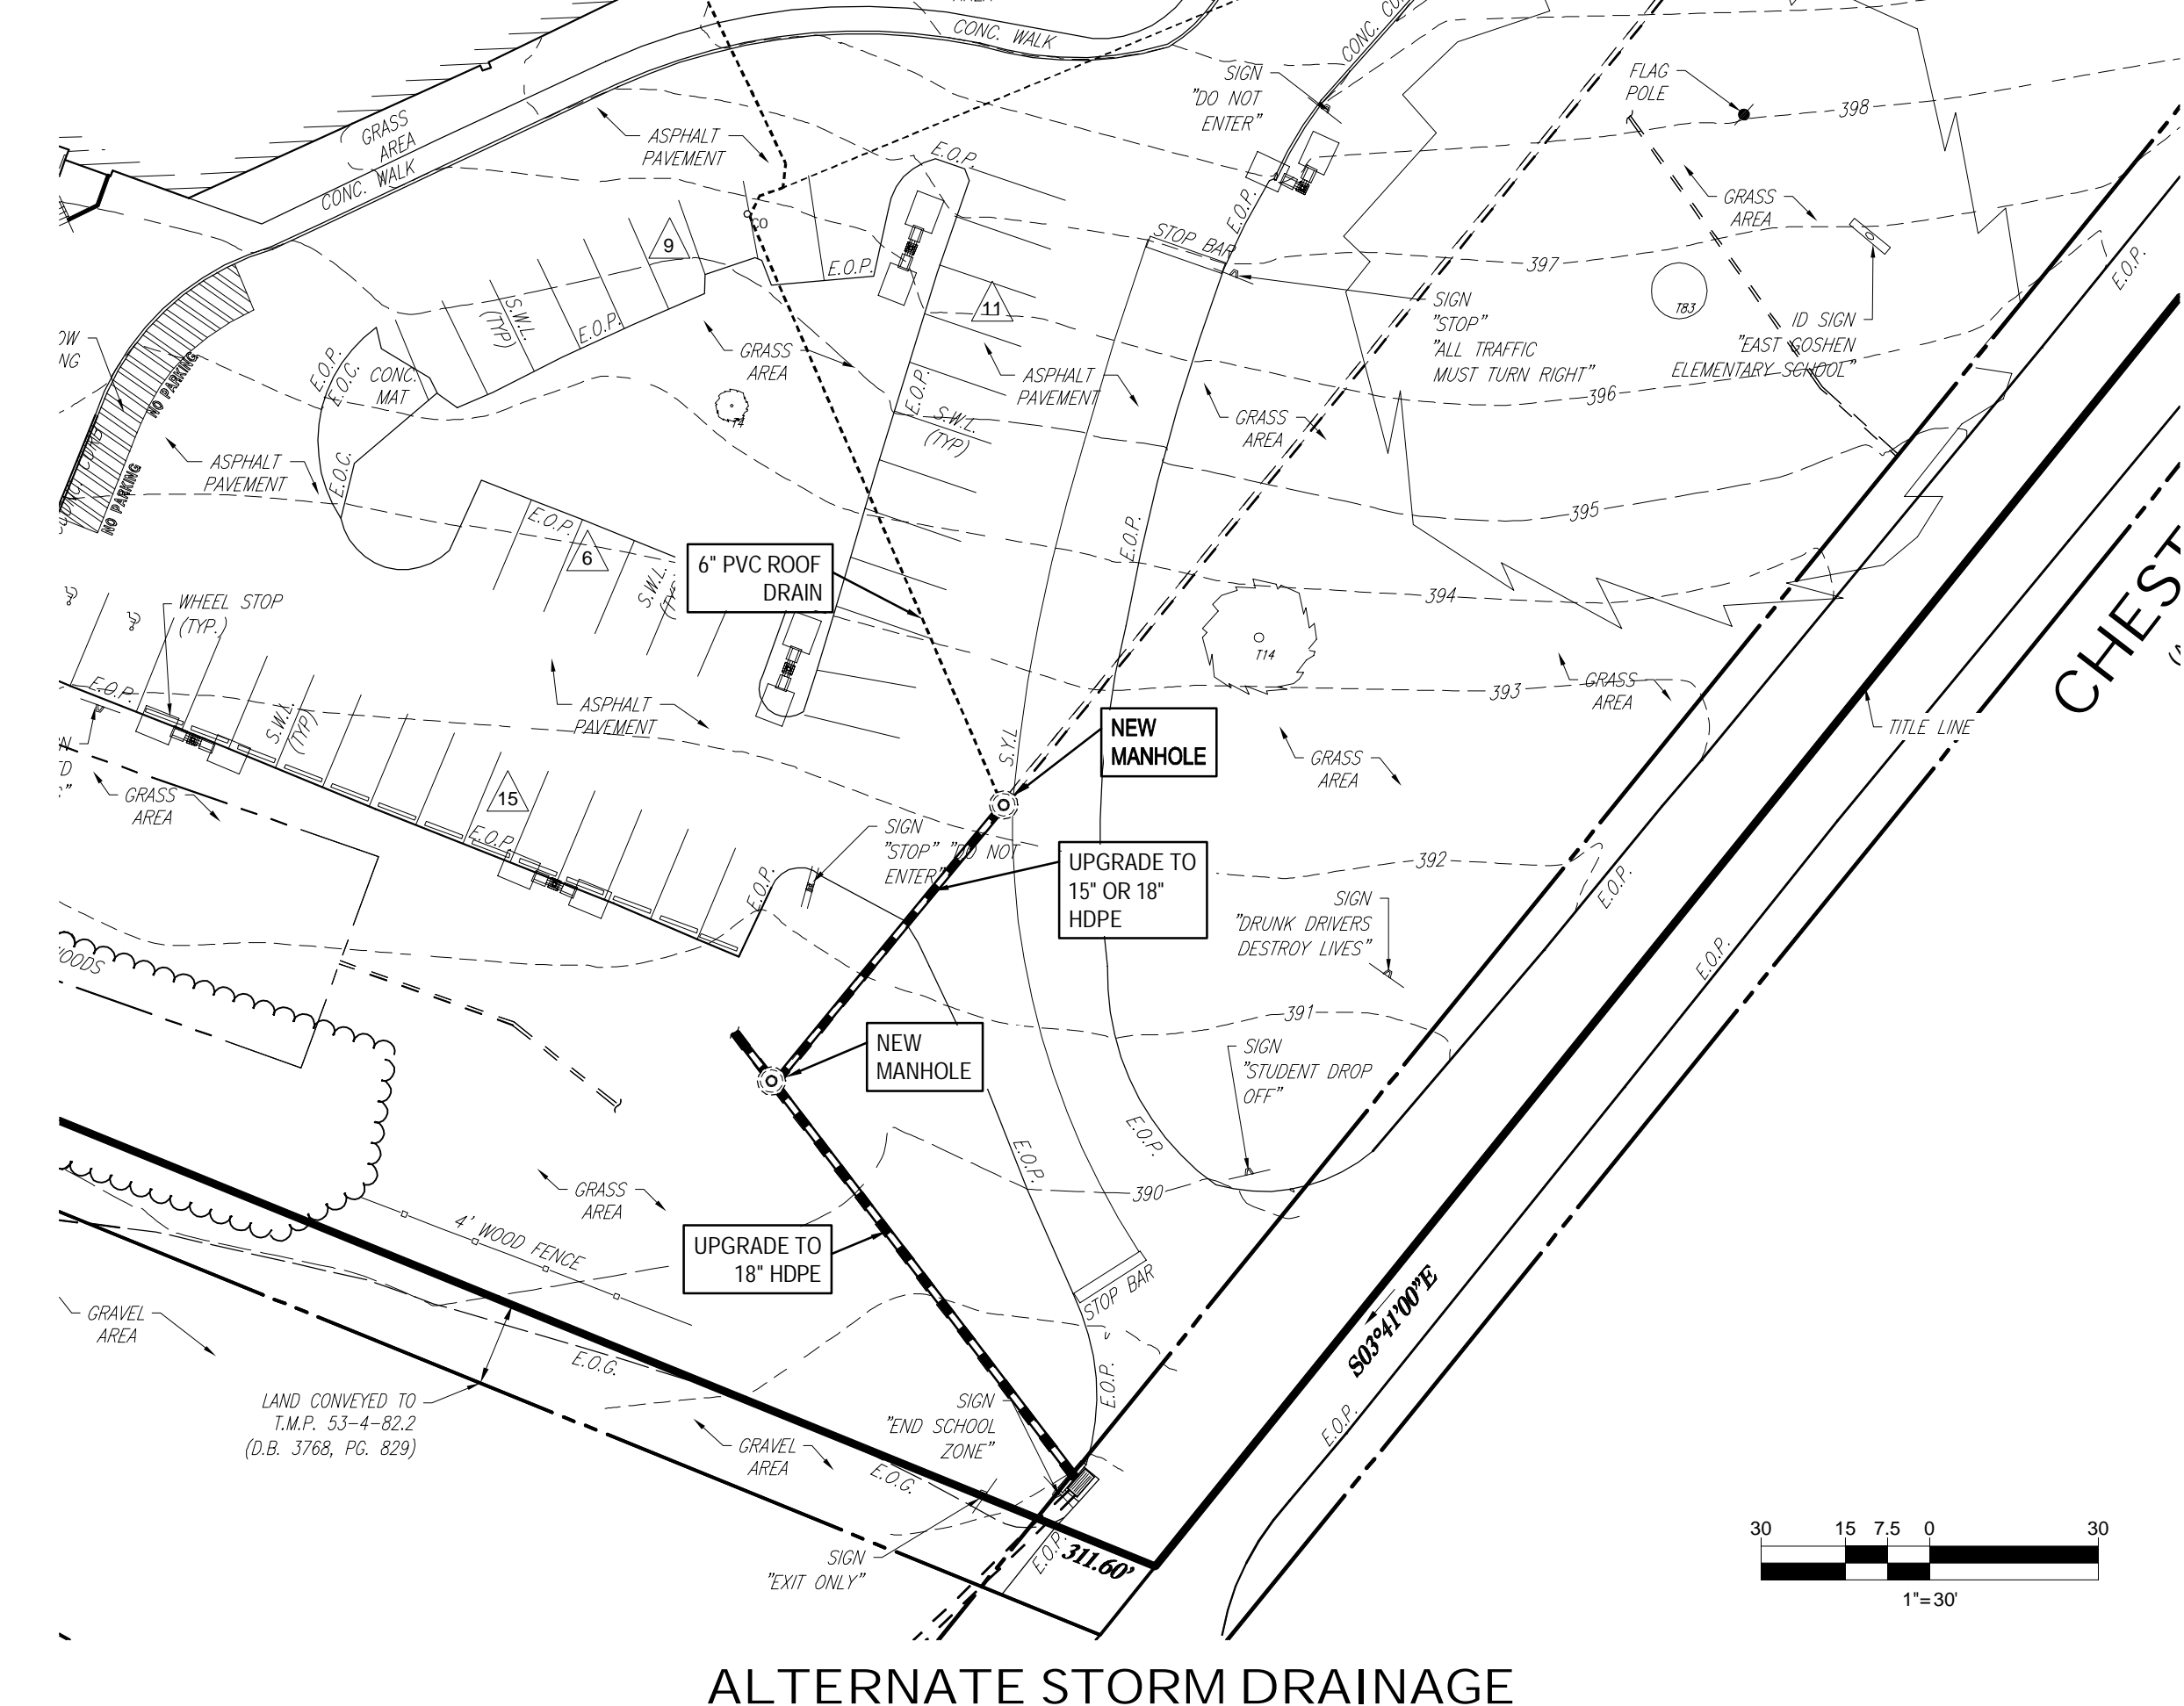 CONC. WALK
GRASS
AREA
CONC. WALK
ASPHALT
PAVEMENT
E.O.P.
SIGN
"DO NOT
ENTER"
FLAG
POLE
398
GRASS
AREA
E.O.P.
STOP BAR
9
CO
E.O.P.
11
397
T83
ID SIGN
"EAST GOSHEN
ELEMENTARY SCHOOL"
E.O.P.
SIGN
"STOP"
"ALL TRAFFIC
MUST TURN RIGHT"
S.W.L.
(TYP)
E.O.P.
GRASS
AREA
ASPHALT
PAVEMENT
NO PARKING
E.O.P.
E.O.C.
CONC.
MAT
T4
E.O.P.
S.W.L.
(TYP)
GRASS
AREA
396
ASPHALT
PAVEMENT
NO PARKING
E.O.C.
E.O.P.
6
395
E.O.P.
6" PVC ROOF
DRAIN
S.W.L.
WHEEL STOP
(TYP.)
394
T14
393
GRASS
AREA
CHEST
E.O.P.
S.W.L.
(TYP)
ASPHALT
PAVEMENT
S.Y.L
NEW
MANHOLE
TITLE LINE
GRASS
AREA
GRASS
AREA
15
E.O.P.
SIGN
"STOP" "DO NOT
ENTER"
UPGRADE TO
15" OR 18"
HDPE
392
E.O.P.
E.O.P.
SIGN
"DRUNK DRIVERS
DESTROY LIVES"
E.O.P.
391
NEW
MANHOLE
SIGN
"STUDENT DROP
OFF"
E.O.P.
E.O.P.
390
GRASS
AREA
4' WOOD FENCE
UPGRADE TO
18" HDPE
STOP BAR
S03°41'00"E
GRAVEL
AREA
E.O.G.
E.O.P.
LAND CONVEYED TO
T.M.P. 53-4-82.2
(D.B. 3768, PG. 829)
SIGN
"END SCHOOL
ZONE"
GRAVEL
AREA
E.O.G.
E.O.P.
SIGN
"EXIT ONLY"
E.O.P.
311.60'
30 15 7.5 0 30
1"=30'
ALTERNATE STORM DRAINAGE